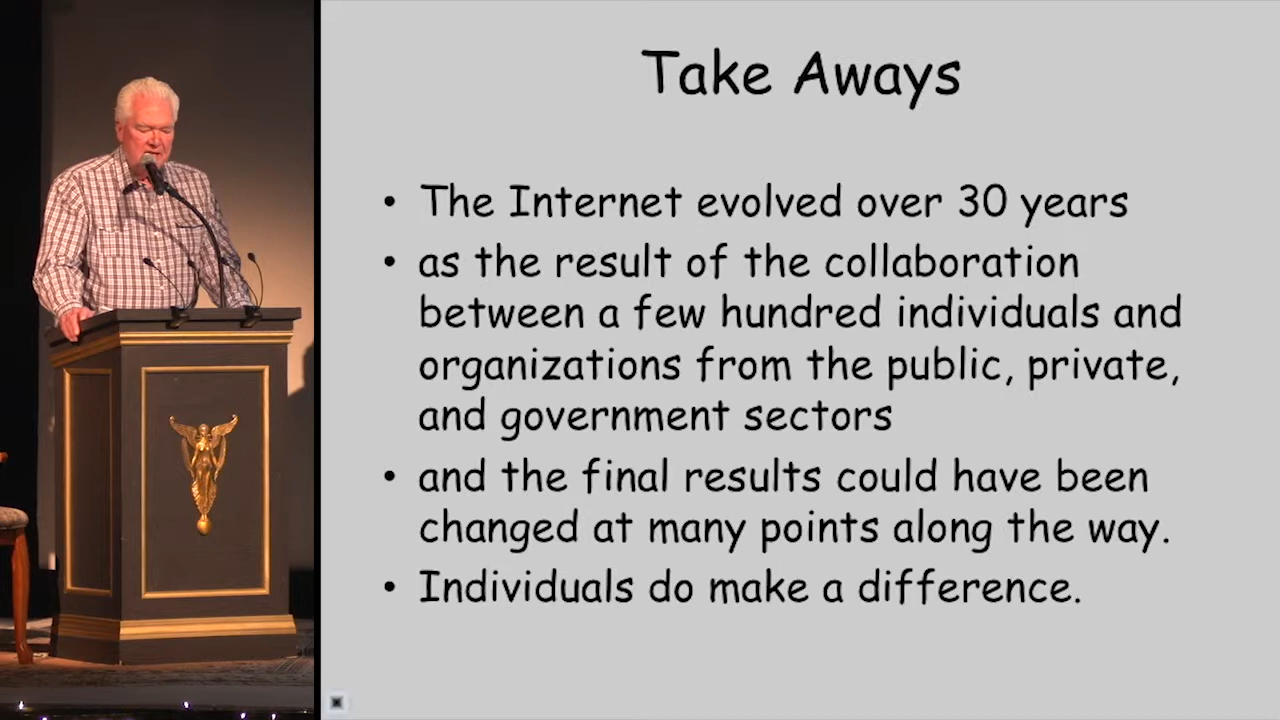 Take Aways
• The Internet evolved over 30 years
• as the result of the collaboration
between a few hundred individuals and
organizations from the public, private,
and government sectors
• and the final results could have been
changed at many points along the way.
• Individuals do make a difference.